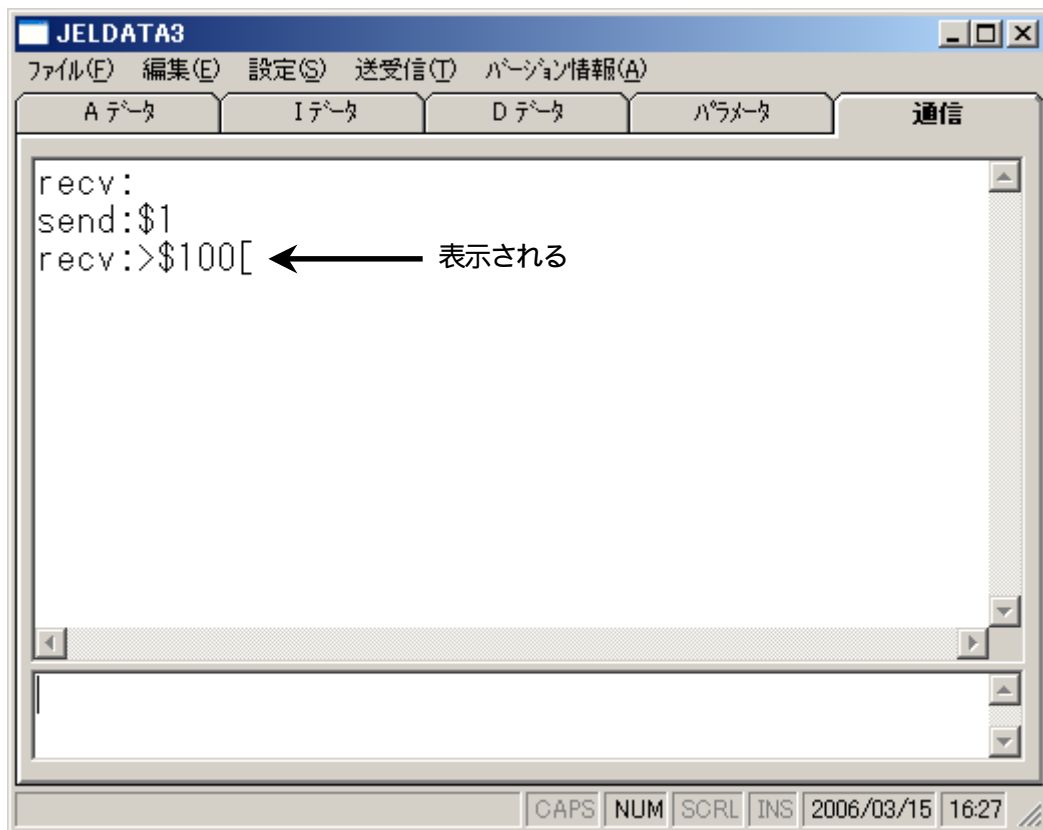 JELDATA3
ﾌｧｲﾙ(F) 編集(E) 設定(S) 送受信(T) ﾊﾞｰｼﾞｮﾝ情報(A)
A ﾃﾞｰﾀ I ﾃﾞｰﾀ D ﾃﾞｰﾀ ﾊﾟﾗﾒｰﾀ 通信
recv:
send:$1
recv:>$100[ 表示される
CAPS NUM SCRL INS 2006/03/15 16:27